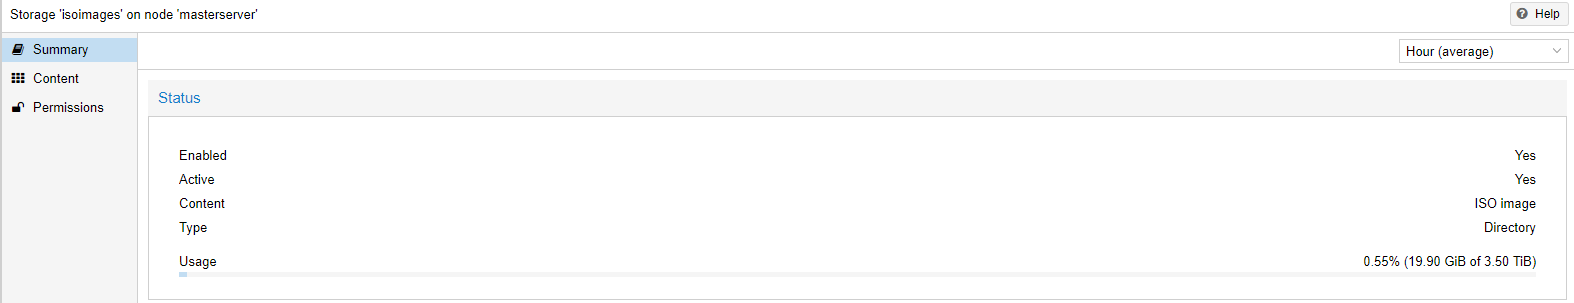 Storage 'isoimages' on node 'masterserver'
Help
Summary
Content
Permissions
Hour (average)
Status
Enabled Yes
Active Yes
Content ISO image
Type Directory
Usage 0.55% (19.90 GiB of 3.50 TiB)